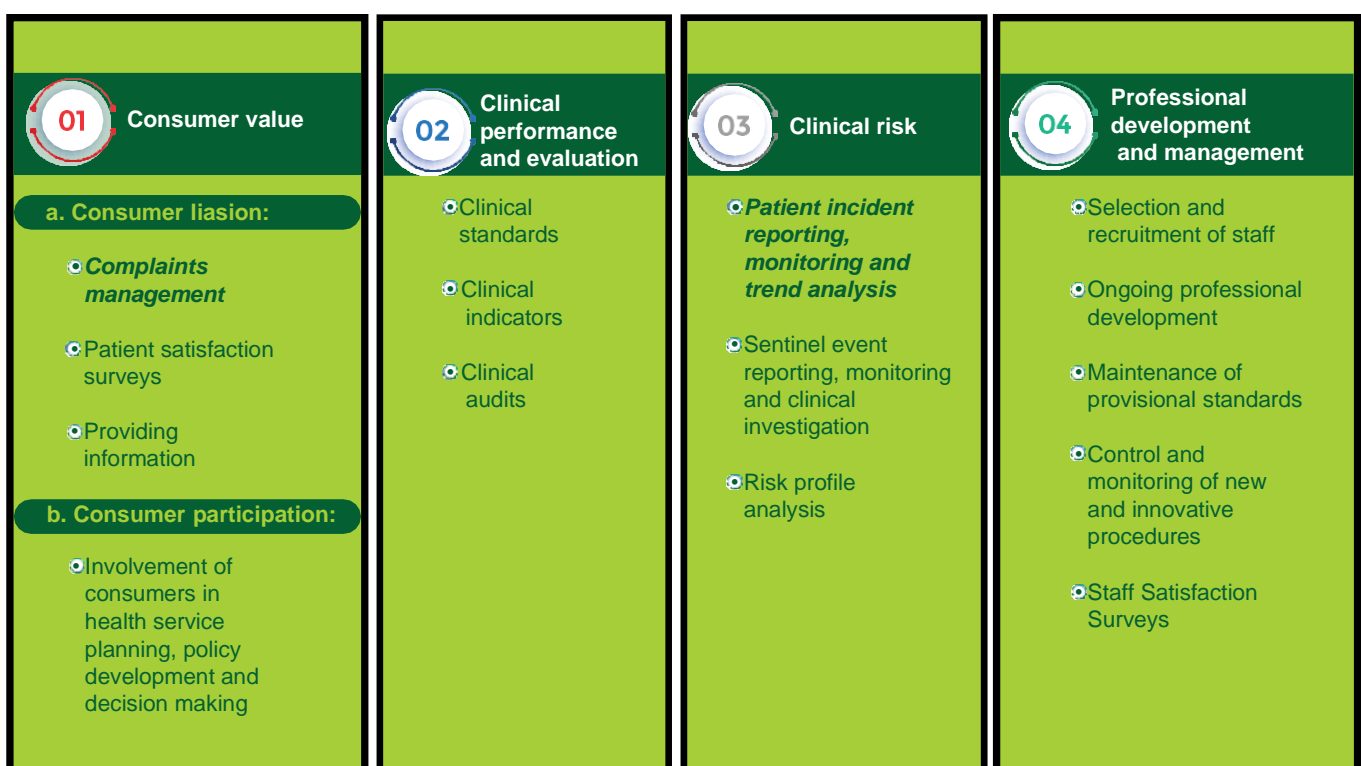 01
Consumer value
a. Consumer liasion:
Complaints
management
Patient satisfaction
surveys
Providing
information
b. Consumer participation:
Involvement of
consumers in
health service
planning, policy
development and
decision making
02
Clinical
performance
and evaluation
Clinical
standards
Clinical
indicators
Clinical
audits
03
Clinical risk
Patient incident
reporting,
monitoring and
trend analysis
Sentinel event
reporting, monitoring
and clinical
investigation
Risk profile
analysis
04
Professional
development
and management
Selection and
recruitment of staff
Ongoing professional
development
Maintenance of
provisional standards
Control and
monitoring of new
and innovative
procedures
Staff Satisfaction
Surveys